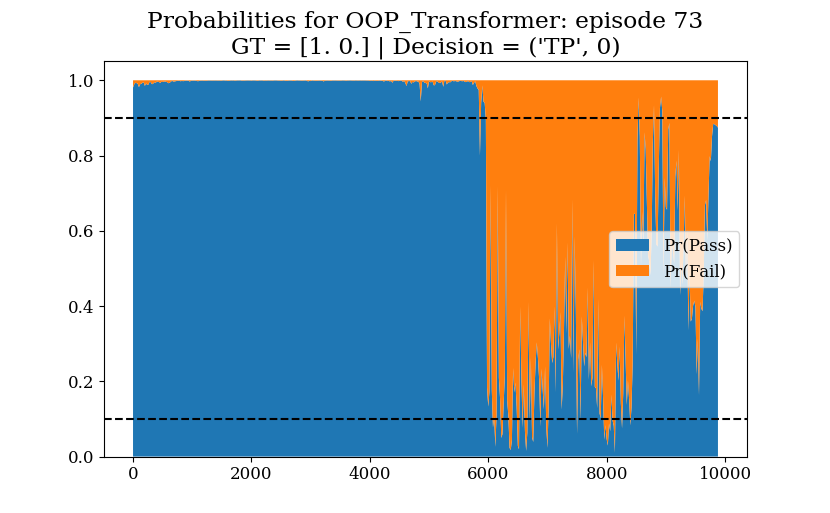 Probabilities for OOP_Transformer: episode 73
GT = [1. 0.] | Decision = ('TP', 0)
1.0
0.8
0.6
0.4
0.2
0.0
Pr(Pass)
Pr(Fail)
0 2000 4000 6000 8000 10000